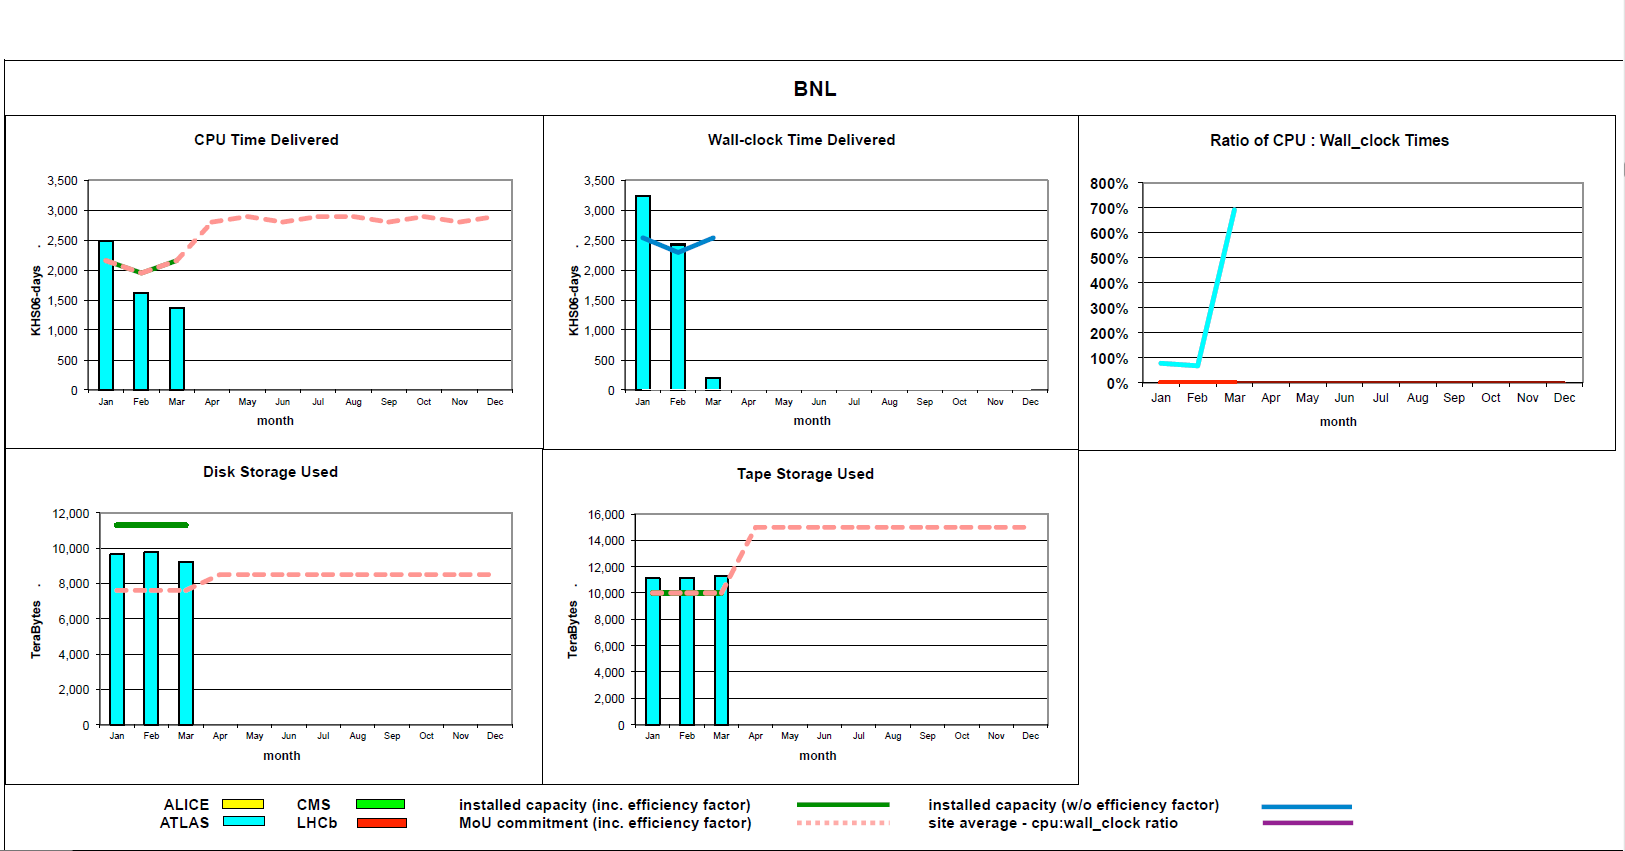 BNL
CPU Time Delivered
3,500
3,000
2,500
2,000
1,500
1,000
500
0
KHS06-days .
Jan Feb Mar Apr May Jun Jul Aug Sep Oct Nov Dec
month
Wall-clock Time Delivered
3,500
3,000
2,500
2,000
1,500
1,000
500
0
KHS06-days .
Jan Feb Mar Apr May Jun Jul Aug Sep Oct Nov Dec
month
Ratio of CPU : Wall_clock Times
800%
700%
600%
500%
400%
300%
200%
100%
0%
Jan Feb Mar Apr May Jun Jul Aug Sep Oct Nov Dec
month
Disk Storage Used
12,000
10,000
8,000
6,000
4,000
2,000
0
TeraBytes .
Jan Feb Mar Apr May Jun Jul Aug Sep Oct Nov Dec
month
Tape Storage Used
16,000
14,000
12,000
10,000
8,000
6,000
4,000
2,000
0
TeraBytes .
Jan Feb Mar Apr May Jun Jul Aug Sep Oct Nov Dec
month
ALICE CMS installed capacity (inc. efficiency factor) installed capacity (w/o efficiency factor)
ATLAS LHCb MoU commitment (inc. efficiency factor) site average - cpu:wall_clock ratio